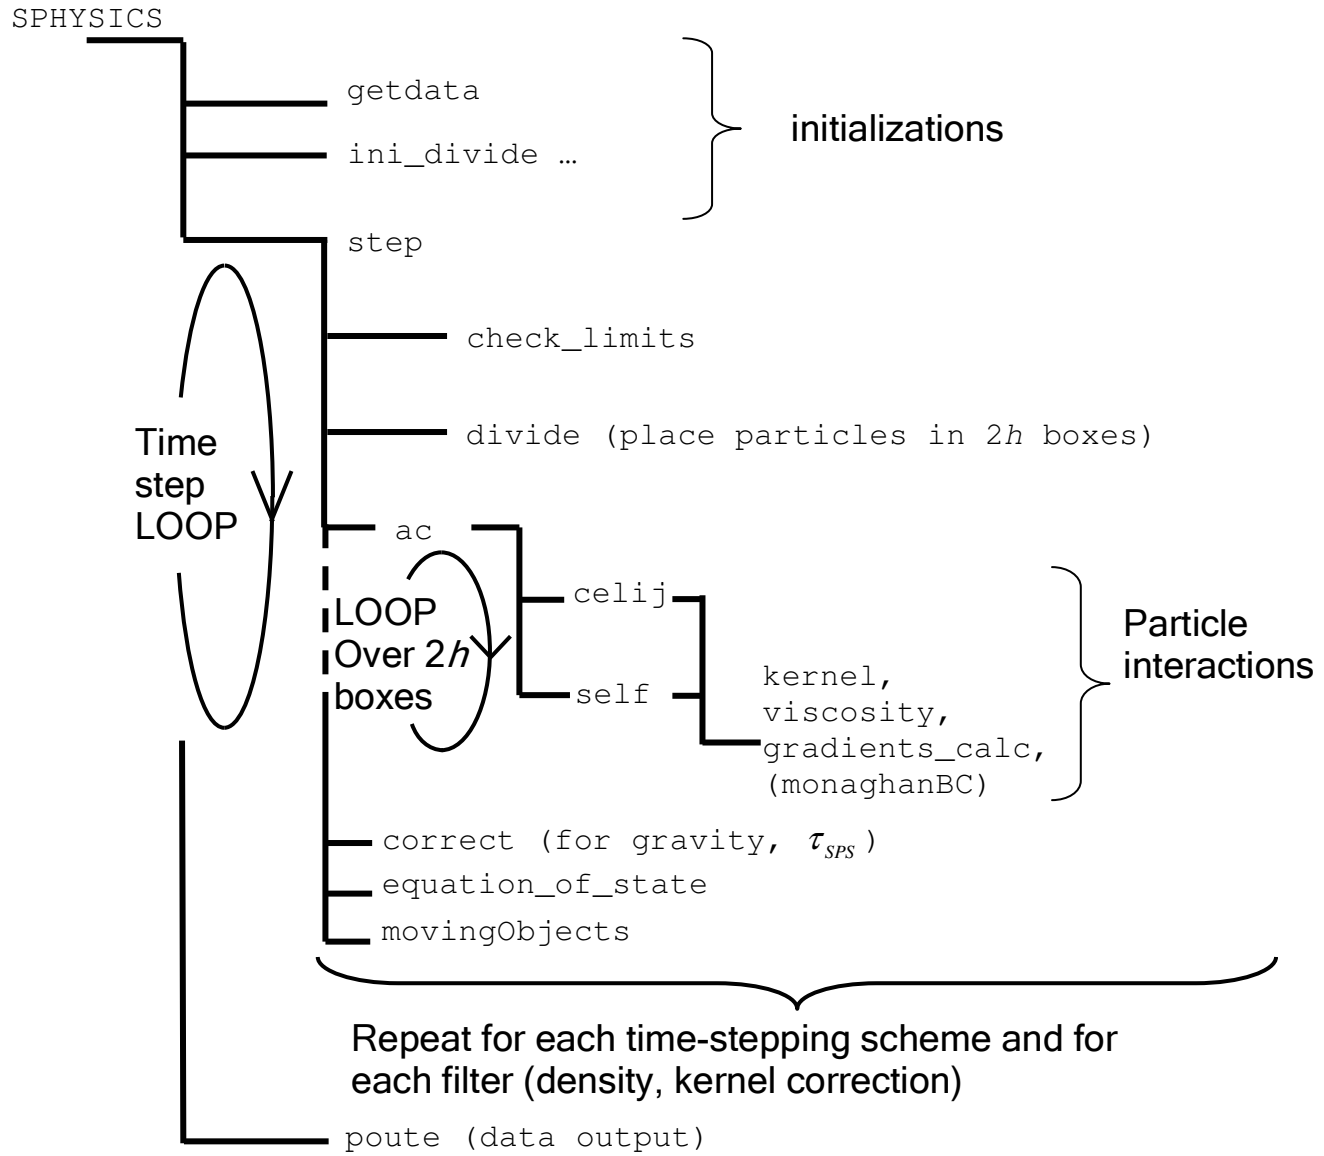 SPHYSICS
getdata
initializations
ini_divide …
step
check_limits
Time
step
LOOP
divide (place particles in 2h boxes)
ac
LOOP
Over 2h
boxes
celij
self
kernel,
viscosity,
gradients_calc,
(monaghanBC)
Particle
interactions
correct (for gravity, τSPS )
equation_of_state
movingObjects
Repeat for each time-stepping scheme and for
each filter (density, kernel correction)
poute (data output)